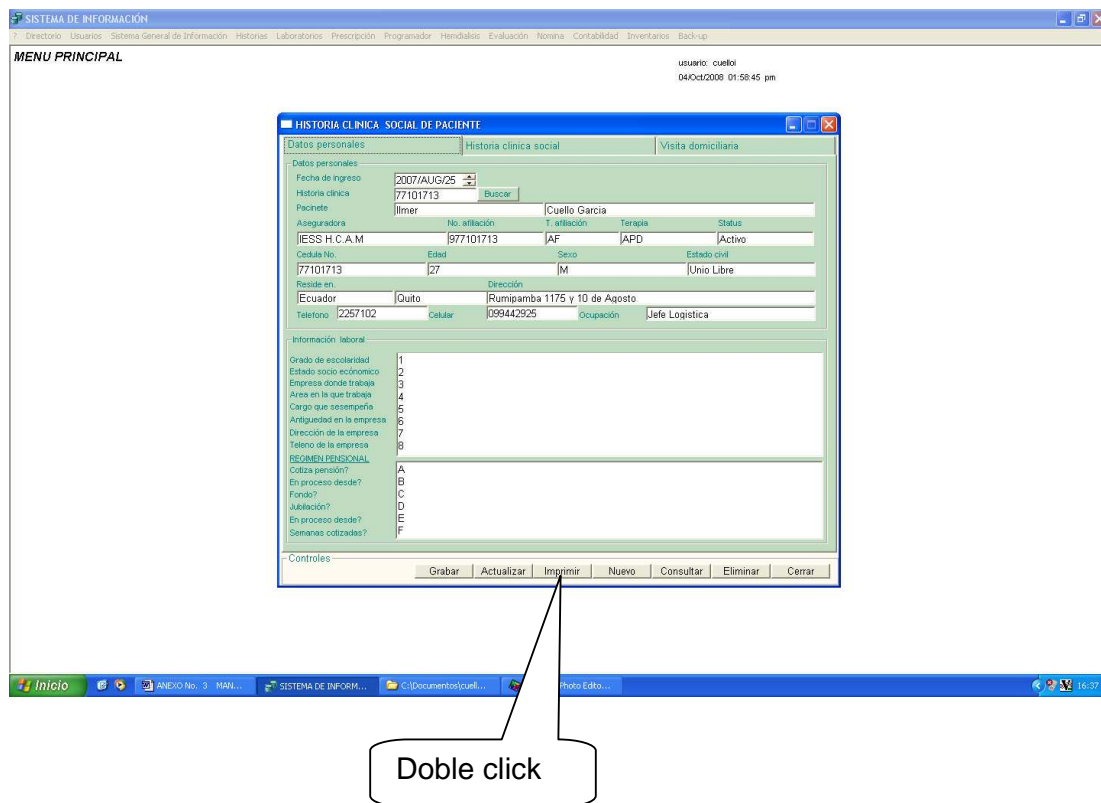 SISTEMA DE INFORMACIÓN
? Directorio Usuarios Sistema General de Información Historias Laboratorios Prescripción Programador Hemdialisis Evaluación Nomina Contabilidad Inventarios Back-up
MENU PRINCIPAL
usuario: cuelloi
04/Oct/2008 01:58:45 pm
HISTORIA CLINICA SOCIAL DE PACIENTE
Datos personales Historia clinica social Visita domiciliaria
Datos personales
Fecha de ingreso 2007/AUG/25
Historia clinica 77101713 Buscar
Pacinete Ilmer Cuello Garcia
Aseguradora No. afiliación T. afiliación Terapia Status
IESS H.C.A.M 977101713 AF APD Activo
Cedula No. Edad Sexo Estado civil
77101713 27 M Unio Libre
Reside en. Dirección
Ecuador Quito Rumipamba 1175 y 10 de Agosto
Telefono 2257102 Celular 099442925 Ocupación Jefe Logistica
Información laboral
Grado de escolaridad 1
Estado socio económico 2
Empresa donde trabaja 3
Area en la que trabaja 4
Cargo que sesempeña 5
Antiguedad en la empresa 6
Dirección de la empresa 7
Teleno de la empresa 8
REGIMEN PENSIONAL
Cotiza pensión? A
En proceso desde? B
Fondo? C
Jubilación? D
En proceso desde? E
Semanas cotizadas? F
Controles
Grabar Actualizar Imprimir Nuevo Consultar Eliminar Cerrar
Inicio ANEXO No. 3 MAN... SISTEMA DE INFORM... C:\Documentos\cuell... Photo Edito... 16:37
Doble click